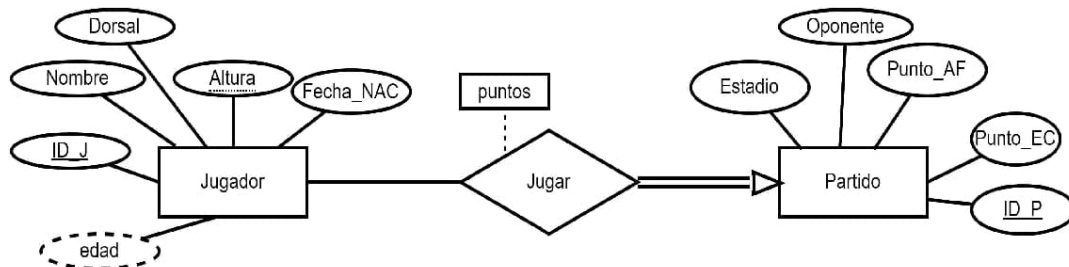 Dorsal
Oponente
Nombre
Altura
Fecha_NAC
puntos
Estadio
Punto_AF
ID_J
Jugador
Jugar
Partido
Punto_EC
ID_P
edad